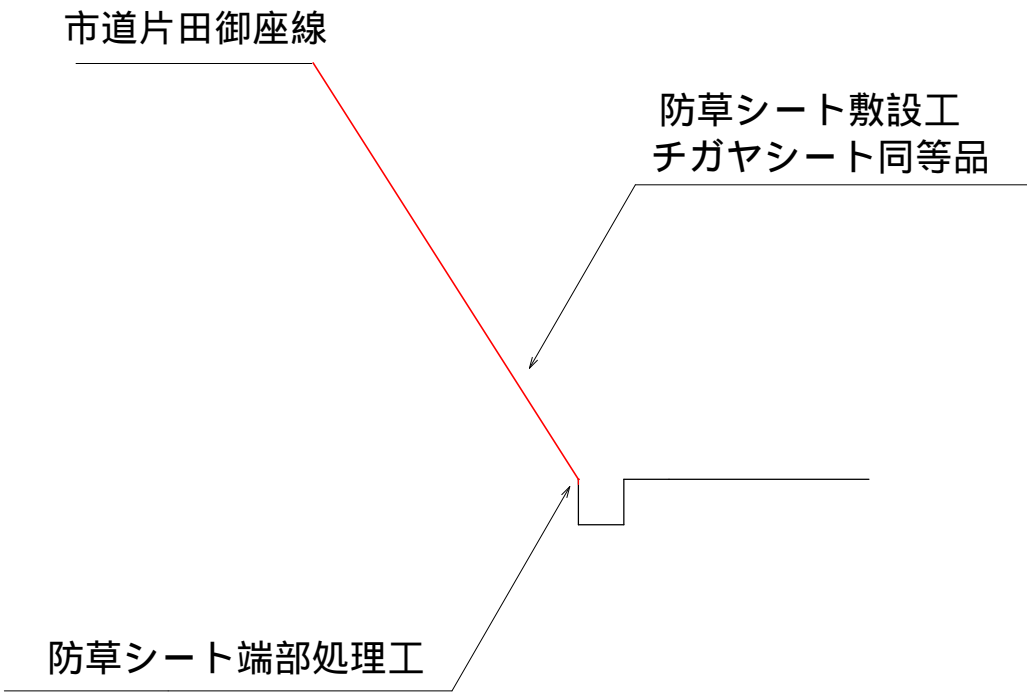 市道片田御座線
防草シート敷設工
チガヤシート同等品
防草シート端部処理工